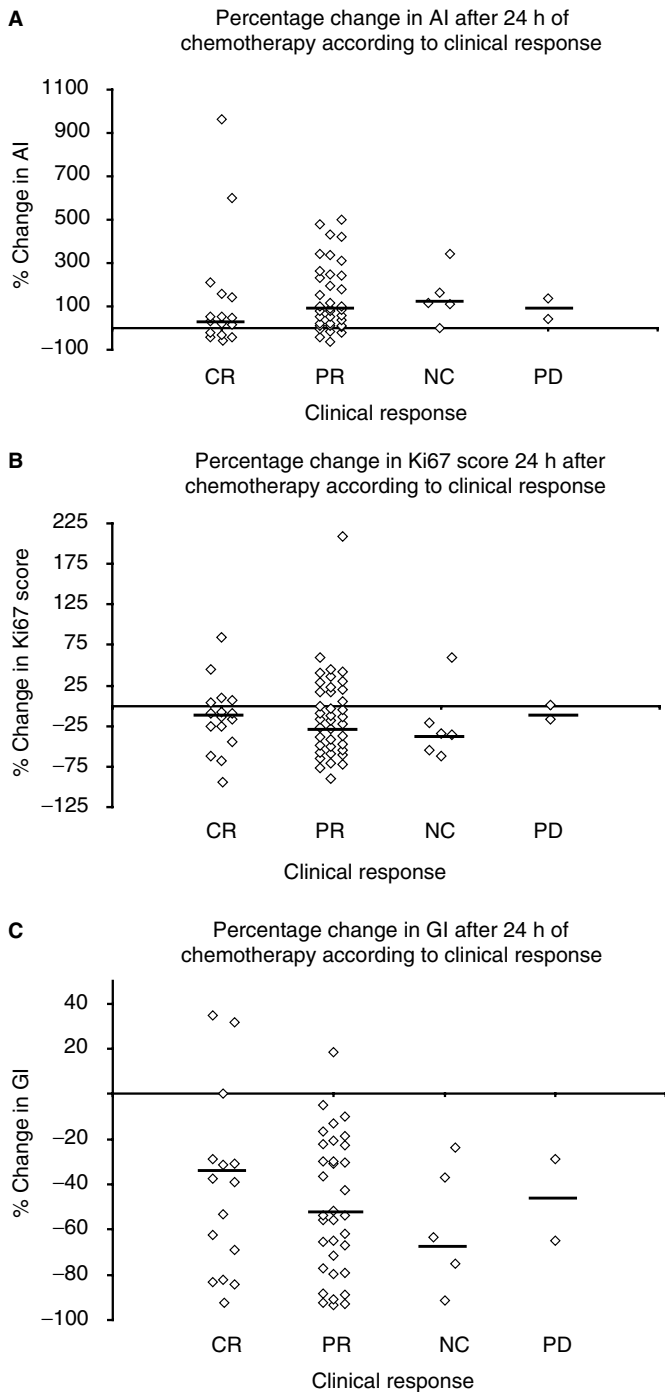 A
Percentage change in AI after 24 h of
chemotherapy according to clinical response
1100
900
700
500
300
100
−100
% Change in AI
CR PR NC PD
Clinical response
B
Percentage change in Ki67 score 24 h after
chemotherapy according to clinical response
225
175
125
75
25
−25
−75
−125
% Change in Ki67 score
CR PR NC PD
Clinical response
C
Percentage change in GI after 24 h of
chemotherapy according to clinical response
40
20
−20
−40
−60
−80
−100
% Change in GI
CR PR NC PD
Clinical response